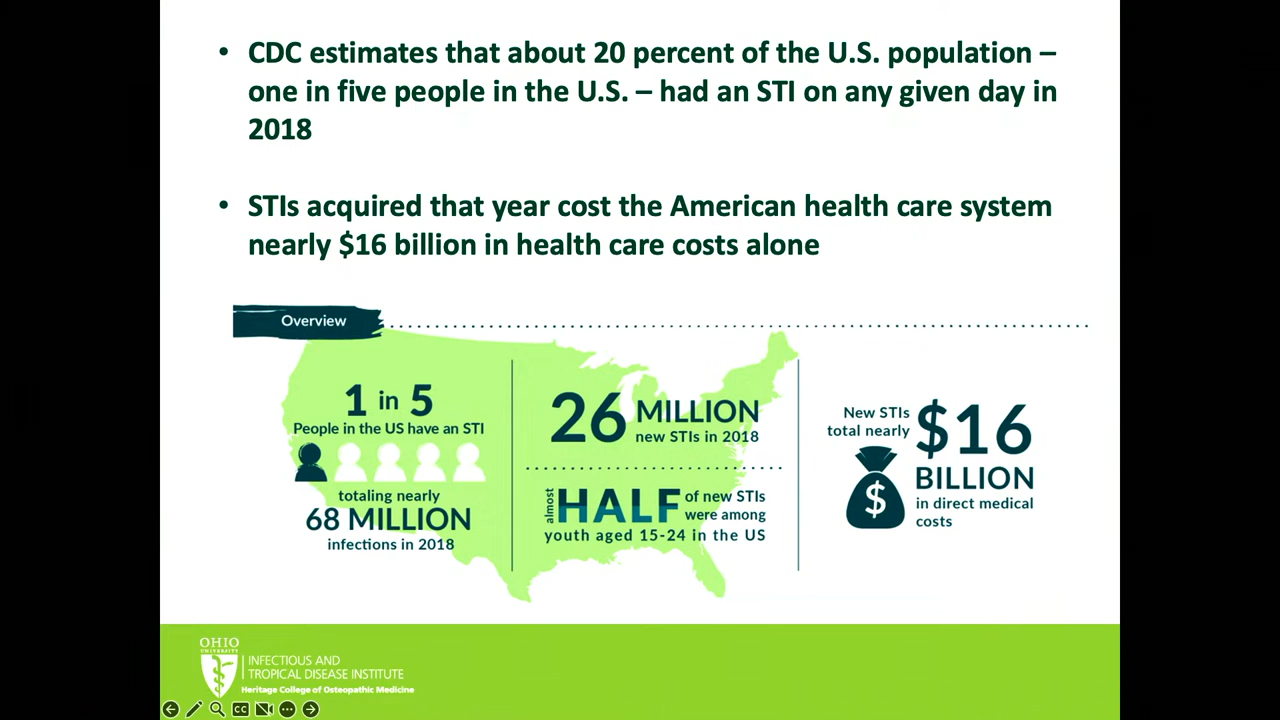 • CDC estimates that about 20 percent of the U.S. population –
one in five people in the U.S. – had an STI on any given day in
2018
• STIs acquired that year cost the American health care system
nearly $16 billion in health care costs alone
Overview
1 in 5
People in the US have an STI
totaling nearly
68 MILLION
infections in 2018
26 MILLION
new STIs in 2018
almost HALF of new STIs
were among
youth aged 15-24 in the US
New STIs
total nearly
$16
BILLION
in direct medical
costs
$
OHIO
UNIVERSITY
INFECTIOUS AND
TROPICAL DISEASE INSTITUTE
Heritage College of Osteopathic Medicine
CC